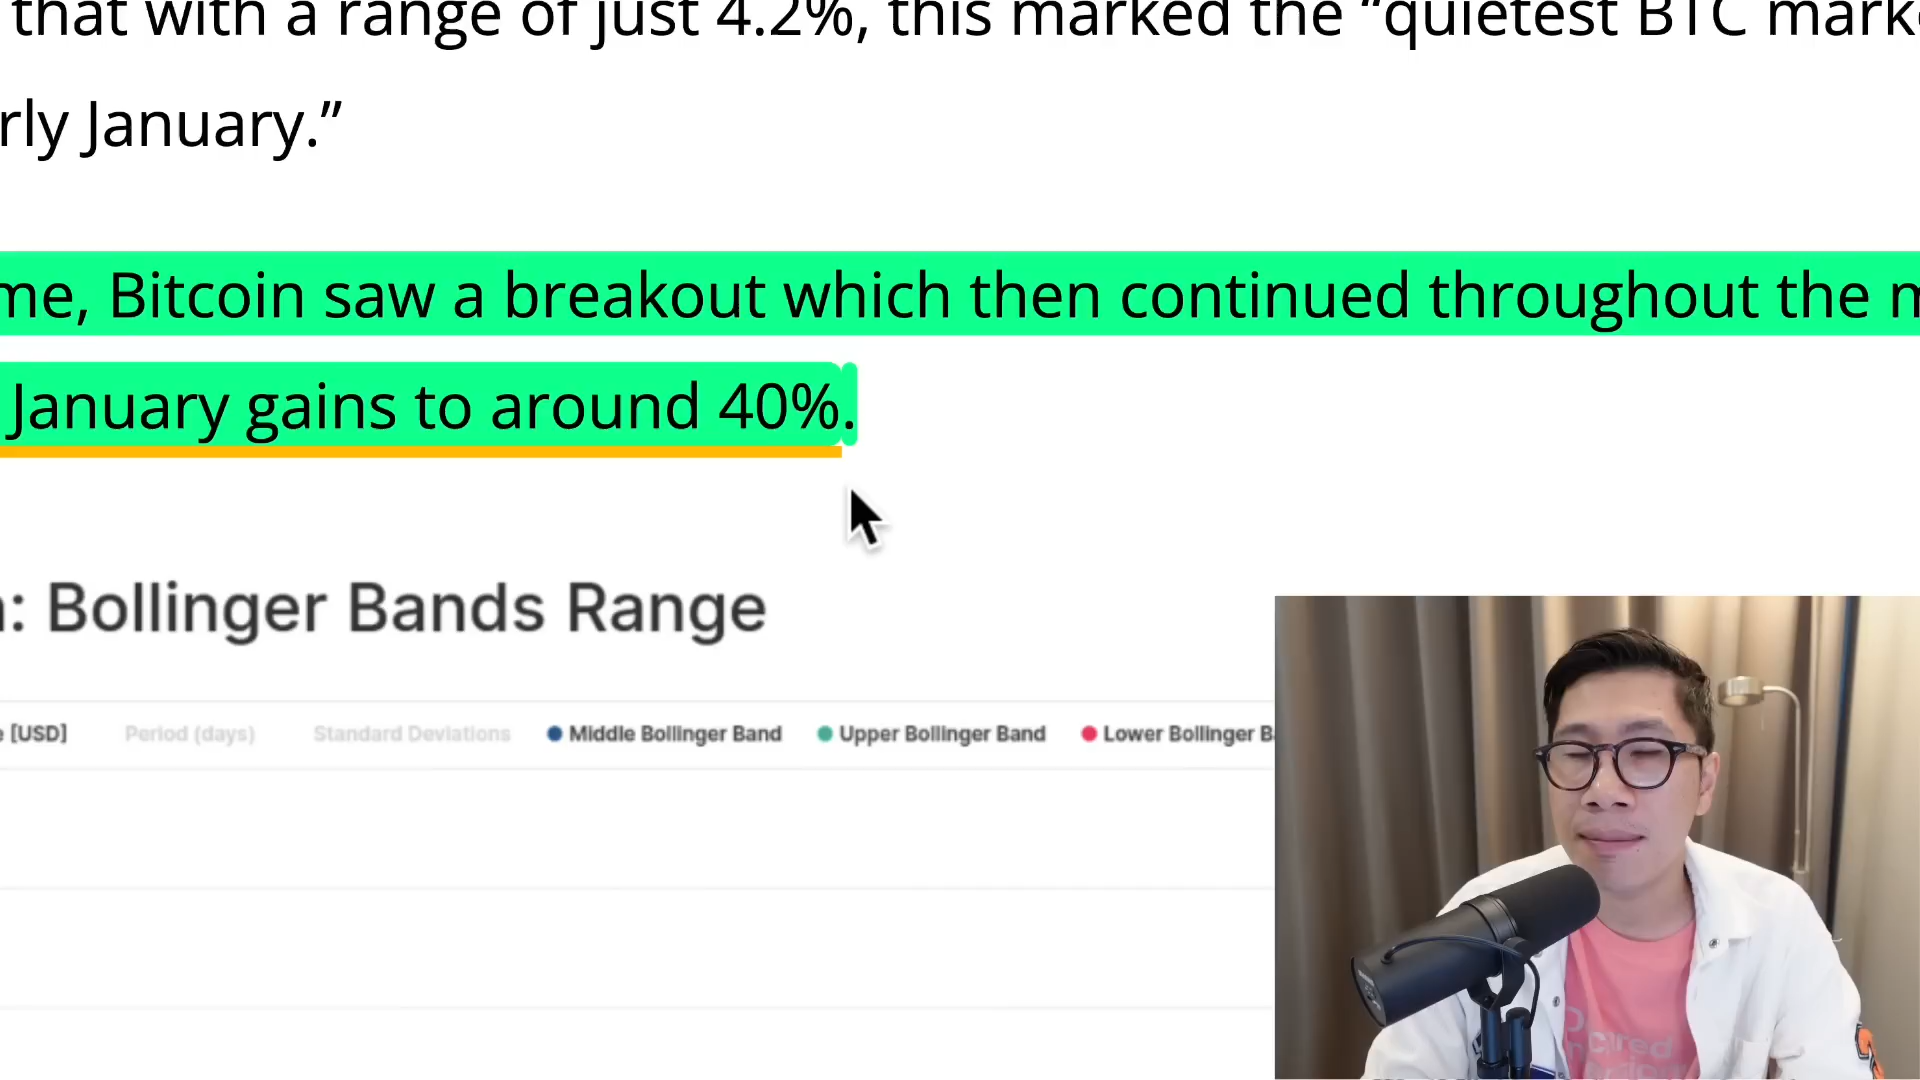 that with a range of just 4.2%, this marked the “quietest BTC mark
rly January.”
me, Bitcoin saw a breakout which then continued throughout the
January gains to around 40%.
: Bollinger Bands Range
[USD] Period (days) Standard Deviations Middle Bollinger Band Upper Bollinger Band Lower Bollinger B